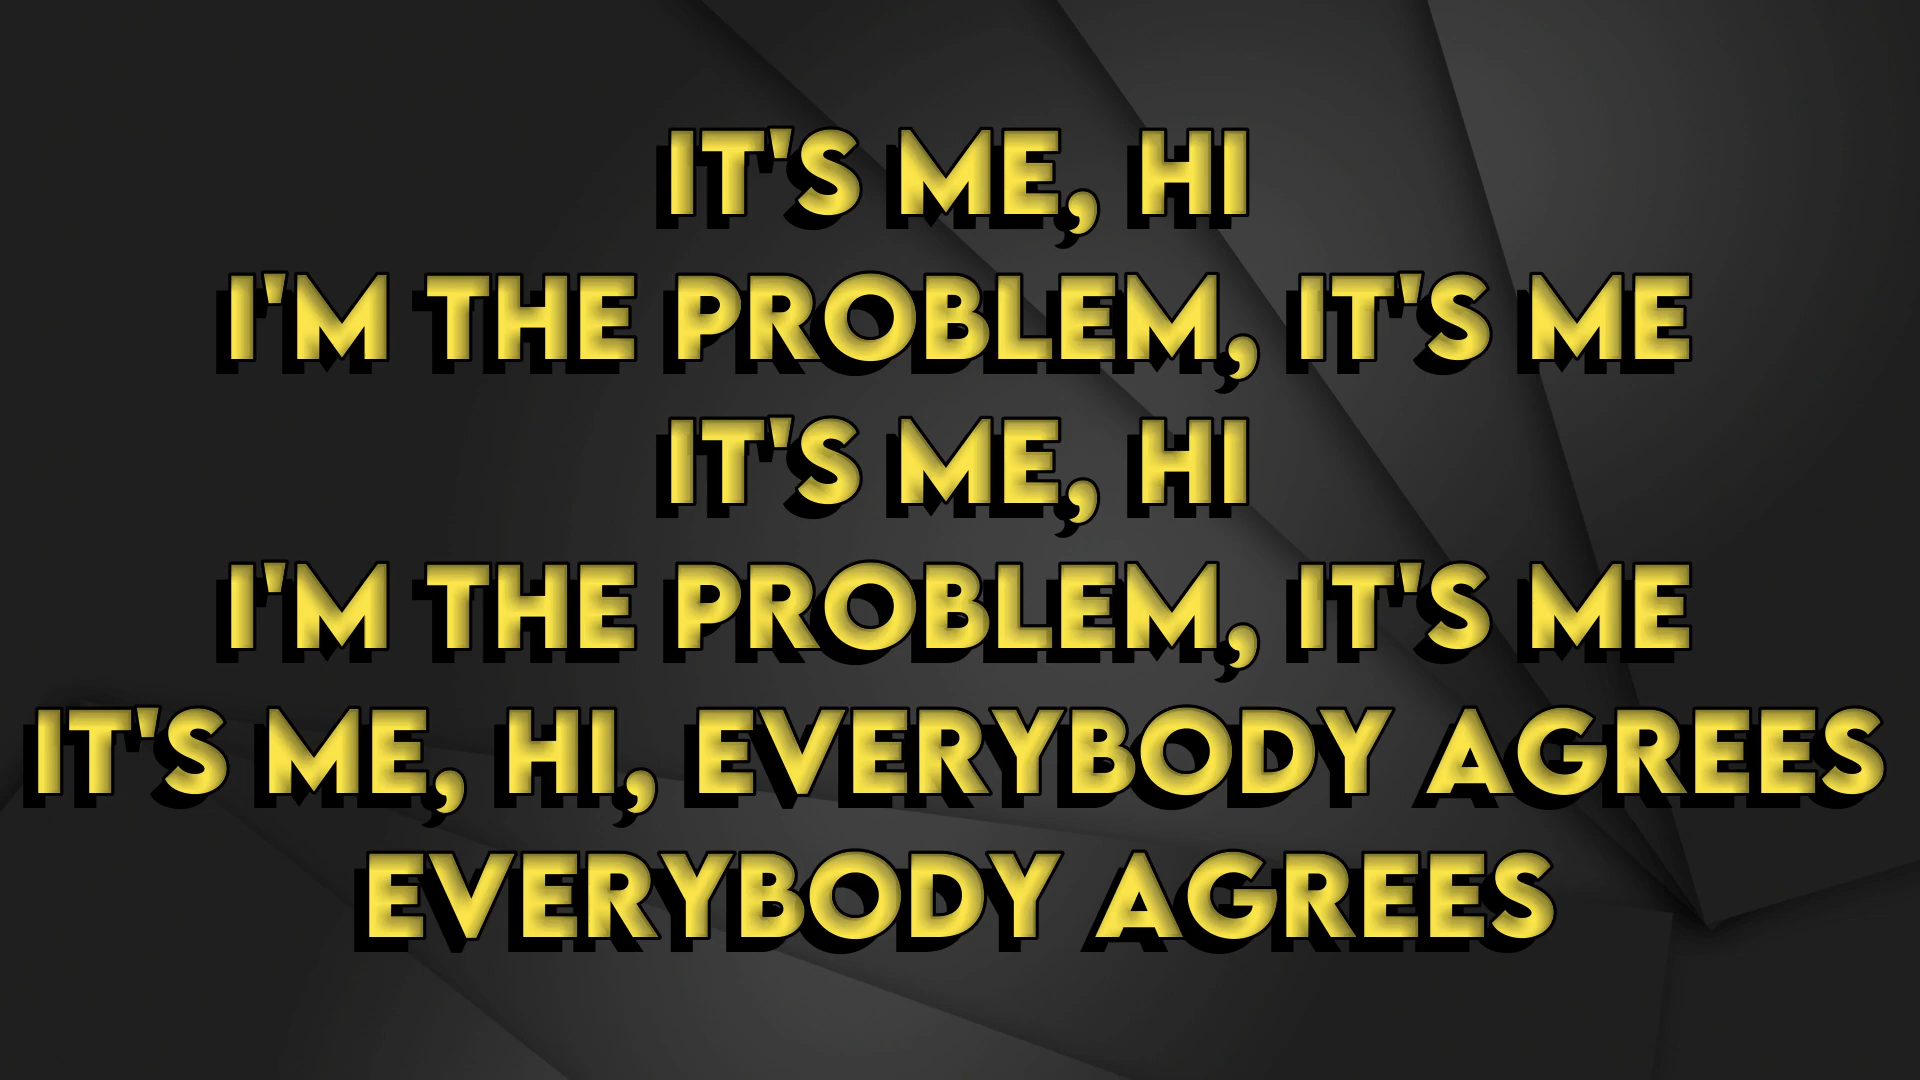 IT'S ME, HI
I'M THE PROBLEM, IT'S ME
IT'S ME, HI
I'M THE PROBLEM, IT'S ME
IT'S ME, HI, EVERYBODY AGREES
EVERYBODY AGREES